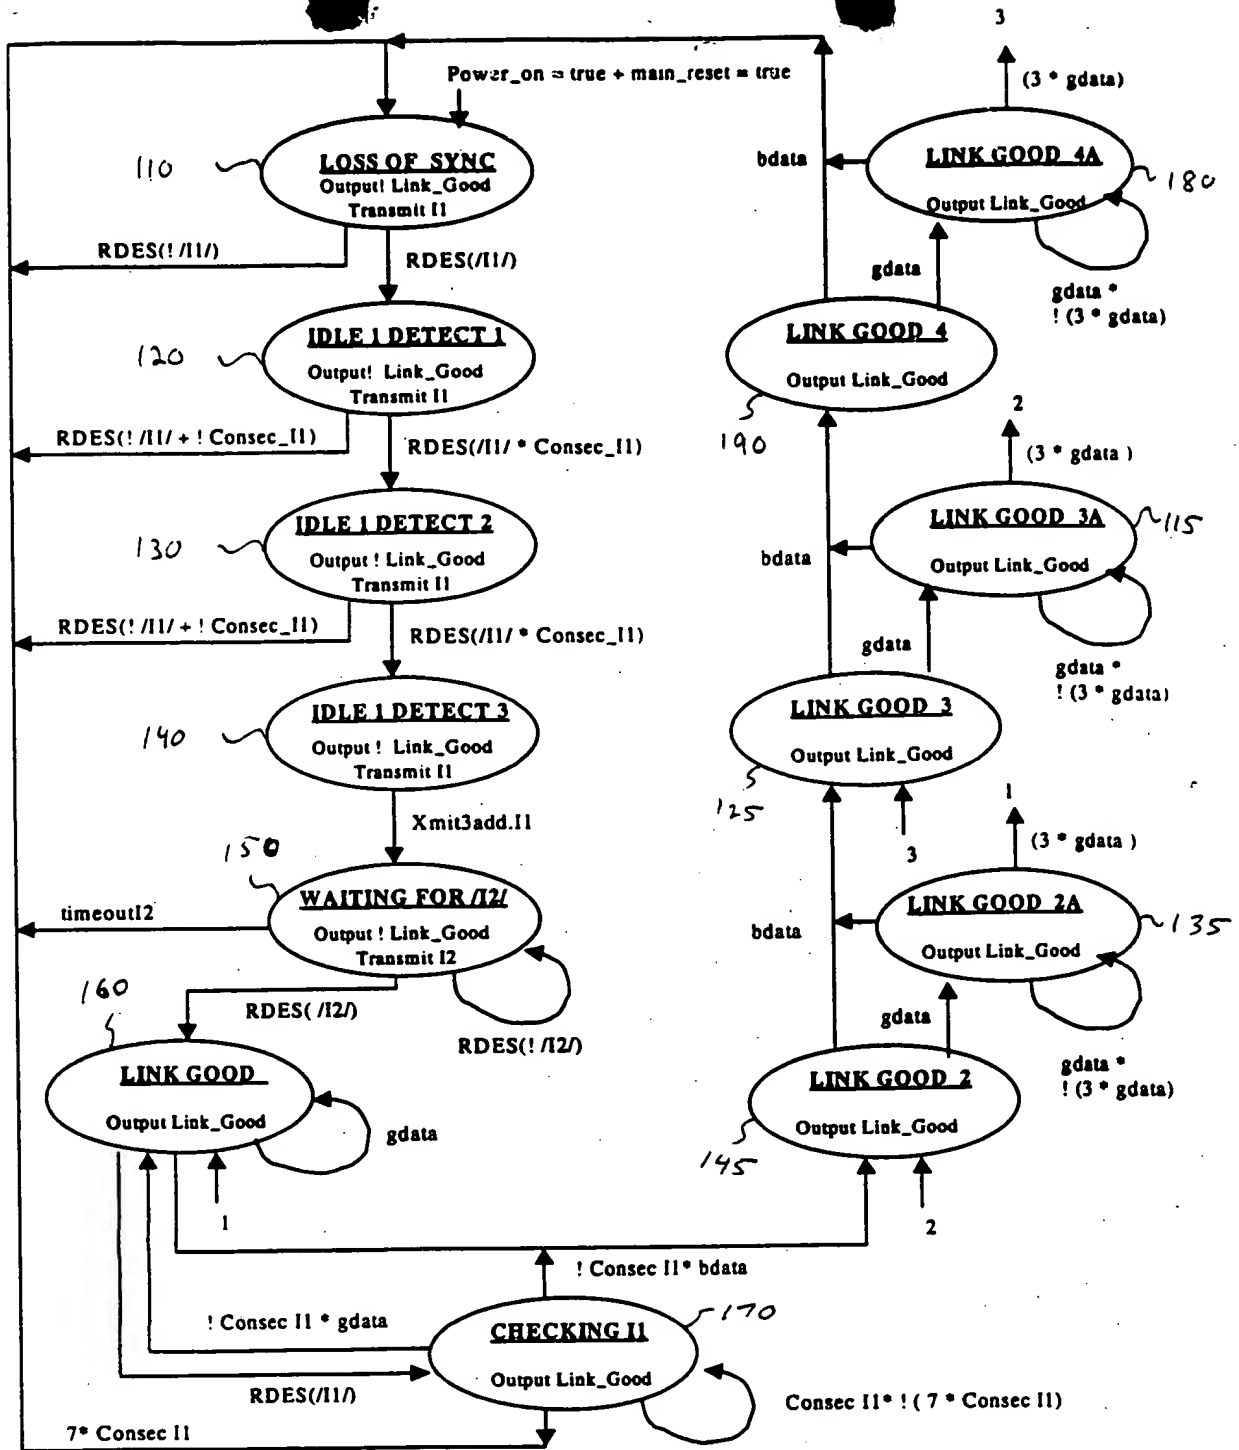 3
Power_on = true + main_reset = true
(3 * gdata)
110
LOSS OF SYNC
Output! Link_Good
Transmit I1
bdata
LINK GOOD 4A
Output Link_Good
180
RDES(! /I1/)
RDES(/I1/)
gdata
gdata *
! (3 * gdata)
120
IDLE 1 DETECT 1
Output! Link_Good
Transmit I1
LINK GOOD 4
Output Link_Good
190
RDES(! /I1/ + ! Consec_I1)
RDES(/I1/ * Consec_I1)
2
(3 * gdata )
130
IDLE 1 DETECT 2
Output ! Link_Good
Transmit I1
bdata
LINK GOOD 3A
Output Link_Good
115
RDES(! /I1/ + ! Consec_I1)
RDES(/I1/ * Consec_I1)
gdata
gdata *
! (3 * gdata)
140
IDLE 1 DETECT 3
Output ! Link_Good
Transmit I1
LINK GOOD 3
Output Link_Good
125
3
Xmit3add.I1
1
(3 * gdata )
150
WAITING FOR /I2/
Output ! Link_Good
Transmit I2
timeoutI2
bdata
LINK GOOD 2A
Output Link_Good
135
160
RDES( /I2/)
RDES(! /I2/)
gdata
gdata *
! (3 * gdata)
LINK GOOD
Output Link_Good
gdata
1
LINK GOOD 2
Output Link_Good
145
2
! Consec I1* bdata
! Consec I1 * gdata
170
CHECKING I1
Output Link_Good
RDES(/I1/)
Consec I1* ! ( 7 * Consec I1)
7* Consec I1